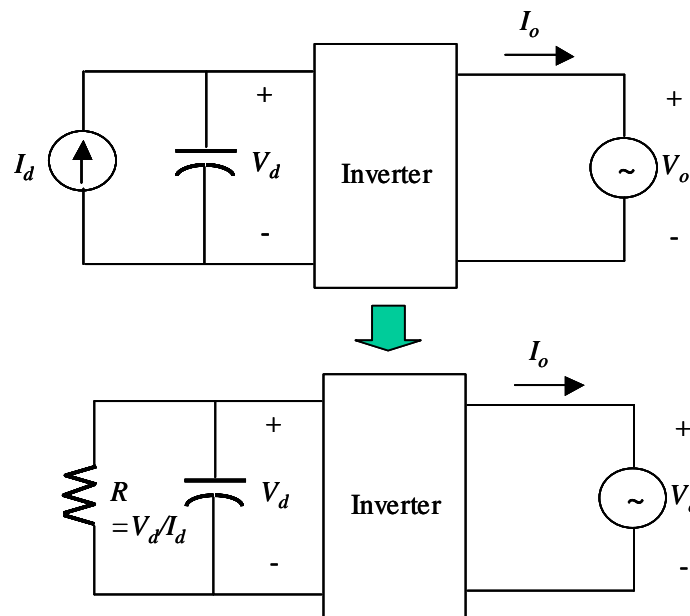 I_o
+
I_d
V_d
-
Inverter
+
~
V_o
-
I_o
+
R
=V_d/I_d
V_d
-
Inverter
+
~
-